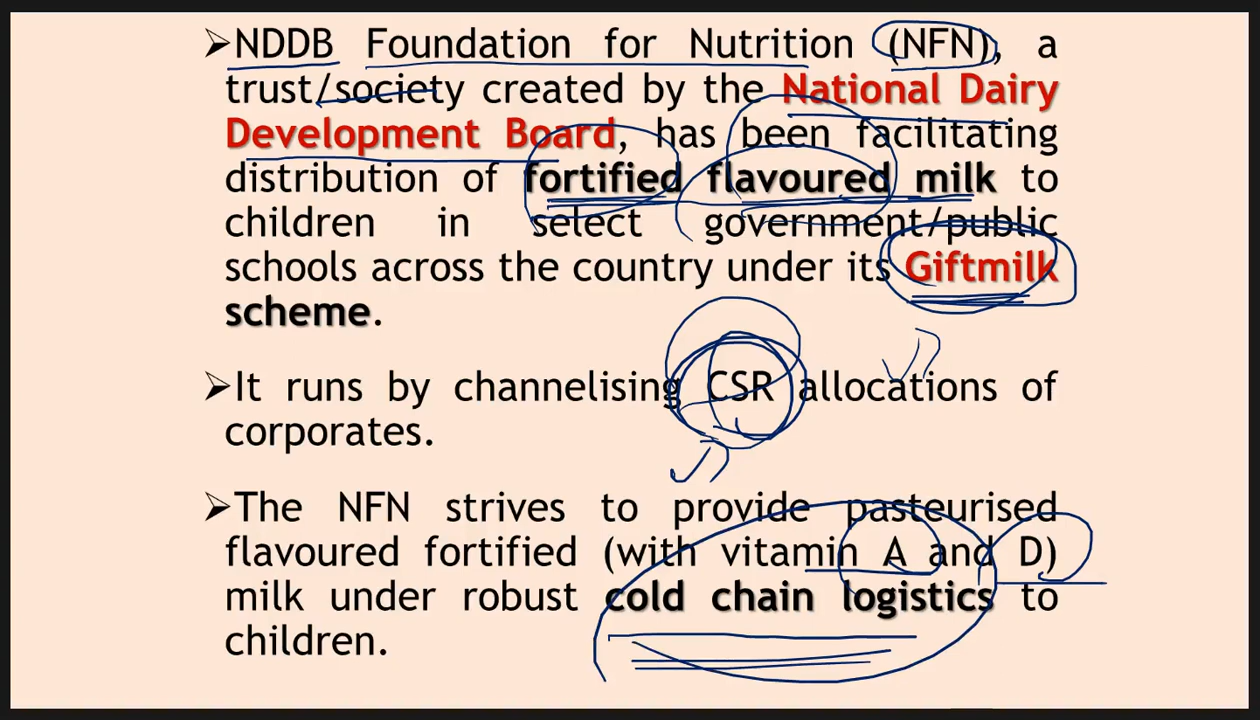 ➢NDDB Foundation for Nutrition (NFN), a
trust/society created by the National Dairy
Development Board, has been facilitating
distribution of fortified flavoured milk to
children in select government/public
schools across the country under its Giftmilk
scheme.
➢It runs by channelising CSR allocations of
corporates.
➢The NFN strives to provide pasteurised
flavoured fortified (with vitamin A and D)
milk under robust cold chain logistics to
children.